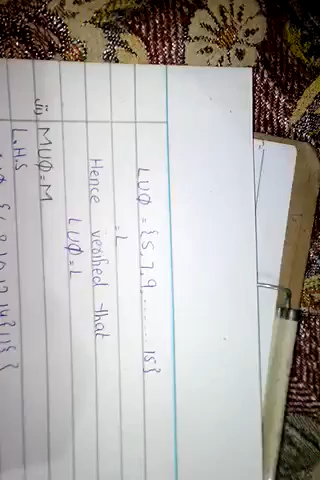 L∪Ø = {5, 7, 9, ........ 15}
= L
Hence verified that
L∪Ø = L
ii) M∪Ø = M
L.H.S